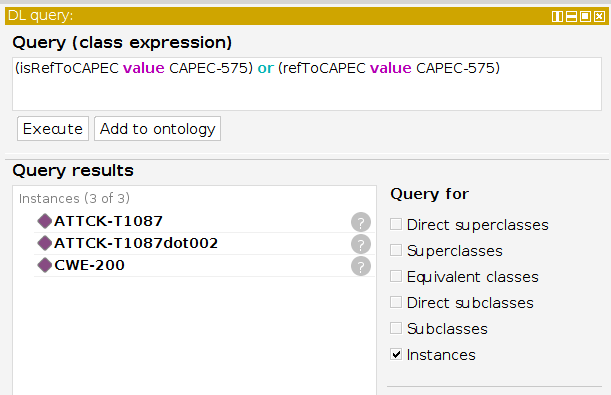 DL query:
Query (class expression)
(isRefToCAPEC value CAPEC-575) or (refToCAPEC value CAPEC-575)
Execute Add to ontology
Query results
Instances (3 of 3)
ATTCK-T1087 ?
ATTCK-T1087dot002 ?
CWE-200 ?
Query for
Direct superclasses
Superclasses
Equivalent classes
Direct subclasses
Subclasses
Instances